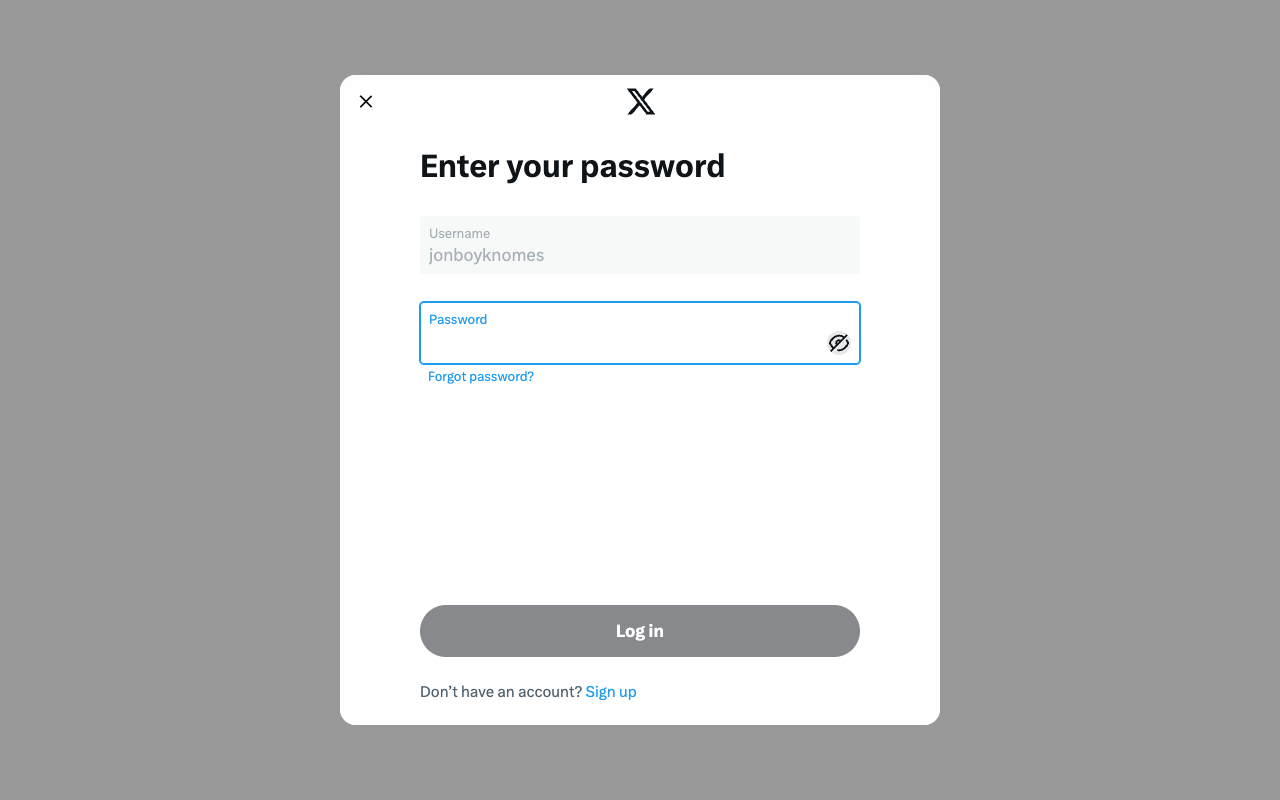 Enter your password
Username
jonboyknomes
Password
Forgot password?
Log in
Don’t have an account? Sign up